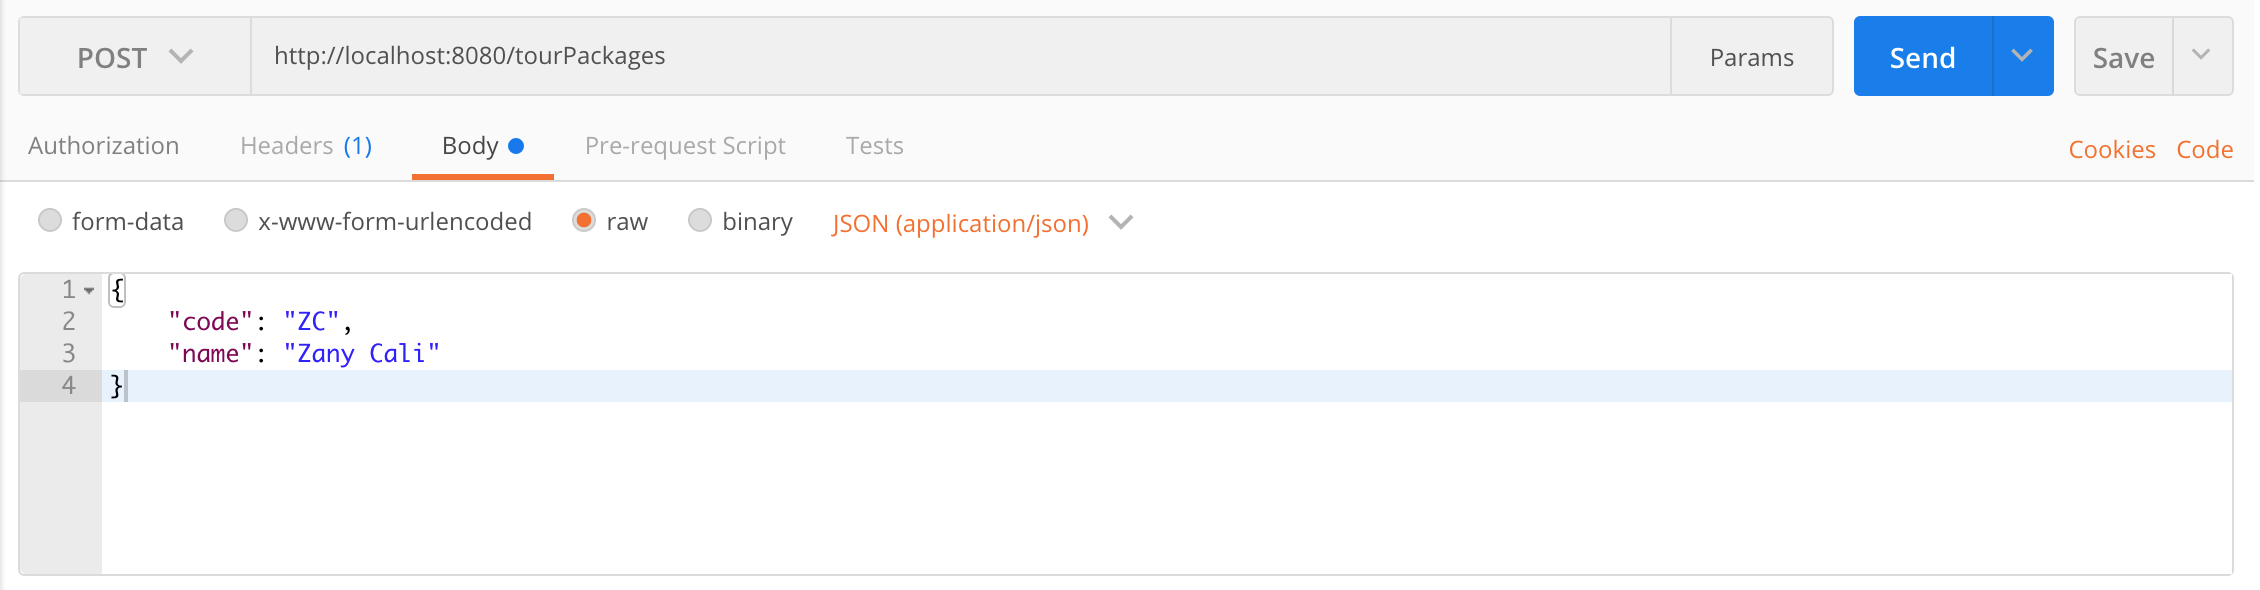 POST http://localhost:8080/tourPackages Params Send Save
Authorization Headers (1) Body Pre-request Script Tests Cookies Code
form-data x-www-form-urlencoded raw binary JSON (application/json)
1 {
2 "code": "ZC",
3 "name": "Zany Cali"
4 }